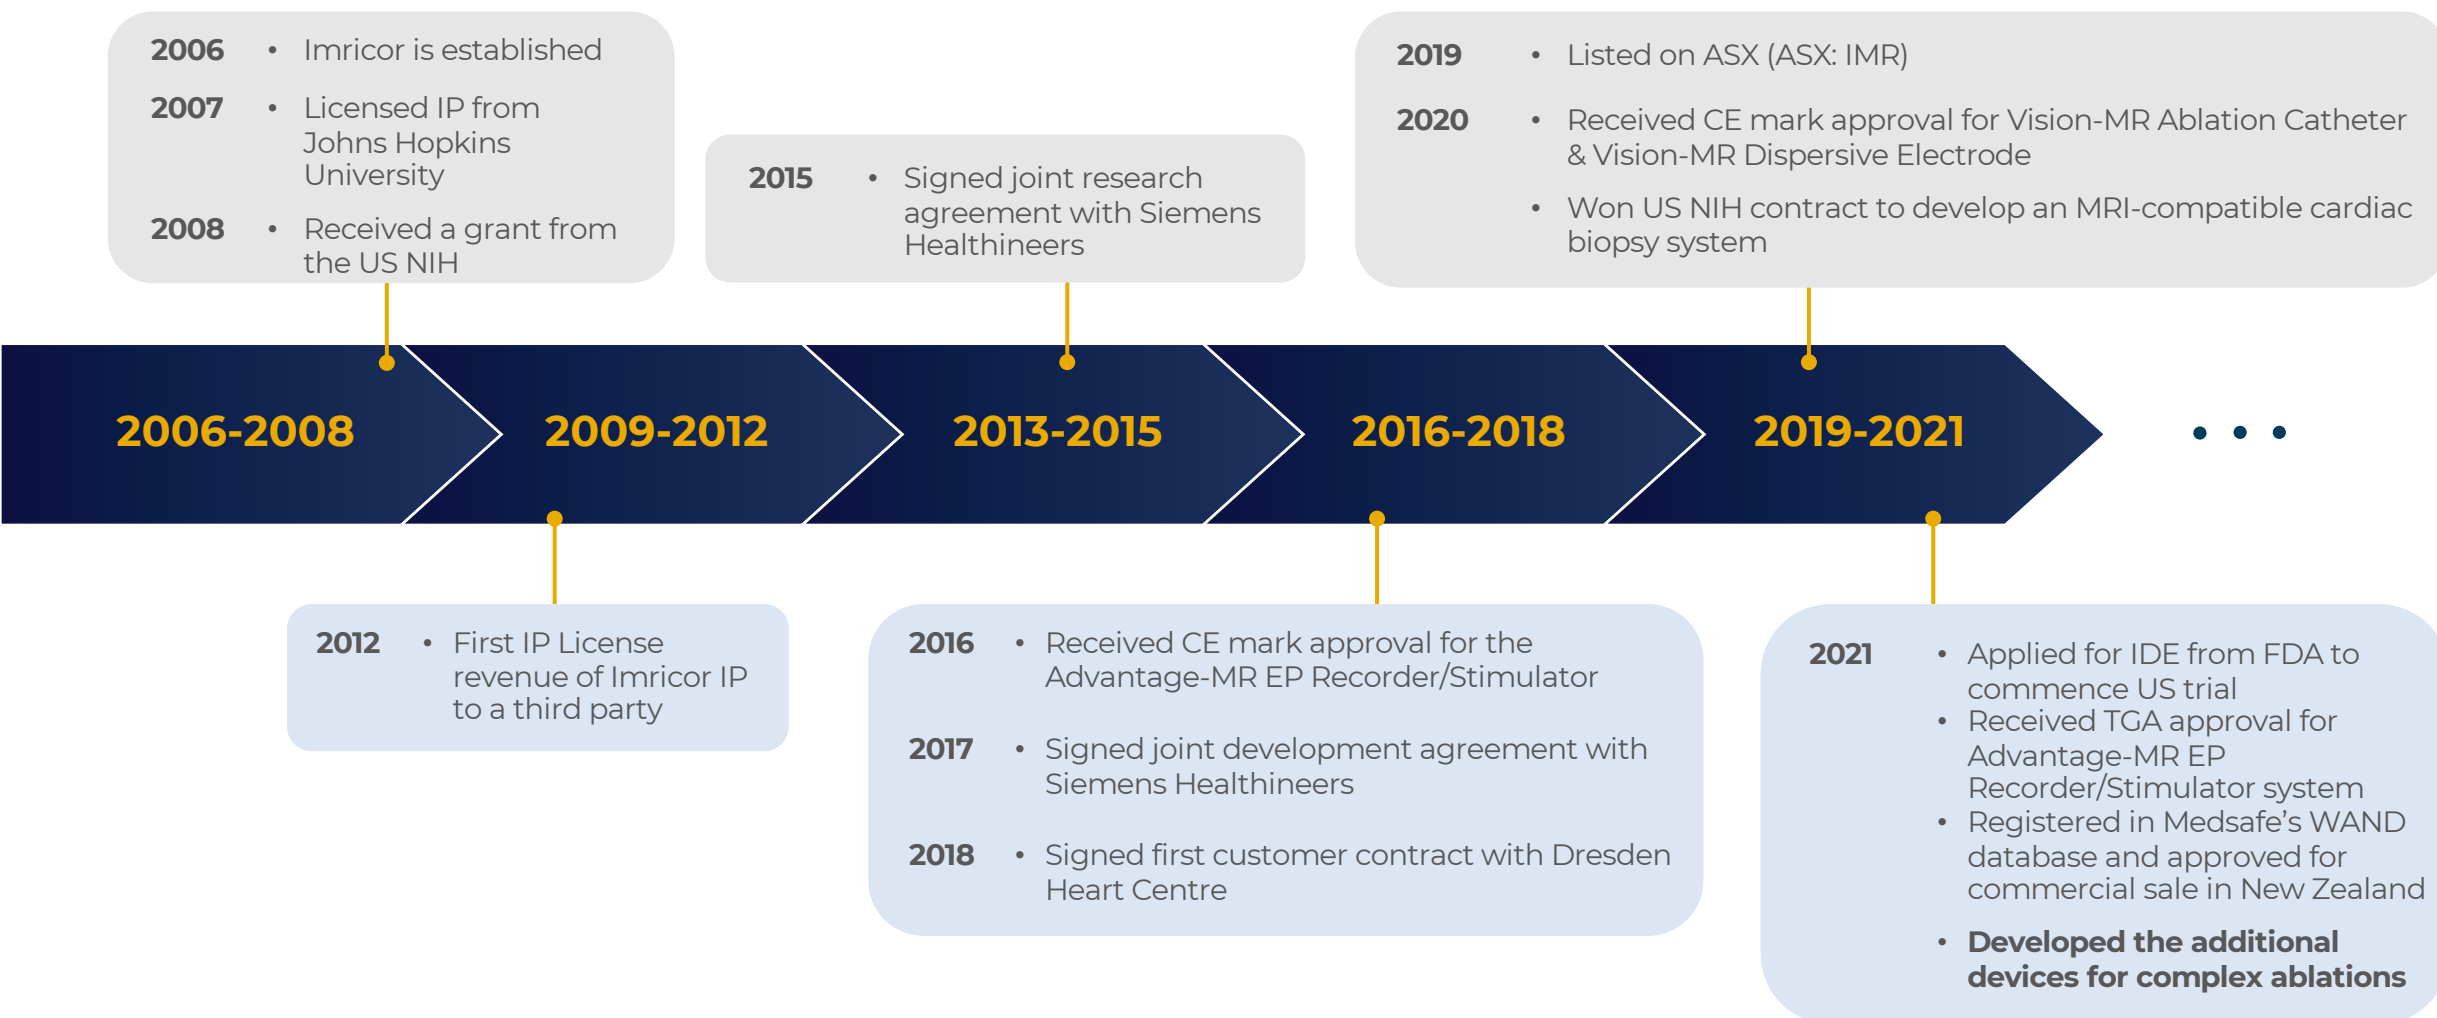 2006 • Imricor is established
2007 • Licensed IP from
Johns Hopkins
University
2008 • Received a grant from
the US NIH
2015 • Signed joint research
agreement with Siemens
Healthineers
2019 • Listed on ASX (ASX: IMR)
2020 • Received CE mark approval for Vision-MR Ablation Catheter
& Vision-MR Dispersive Electrode
• Won US NIH contract to develop an MRI-compatible cardiac
biopsy system
2006-2008
2009-2012
2013-2015
2016-2018
2019-2021
2012 • First IP License
revenue of Imricor IP
to a third party
2016 • Received CE mark approval for the
Advantage-MR EP Recorder/Stimulator
2017 • Signed joint development agreement with
Siemens Healthineers
2018 • Signed first customer contract with Dresden
Heart Centre
2021 • Applied for IDE from FDA to
commence US trial
• Received TGA approval for
Advantage-MR EP
Recorder/Stimulator system
• Registered in Medsafe’s WAND
database and approved for
commercial sale in New Zealand
• Developed the additional
devices for complex ablations